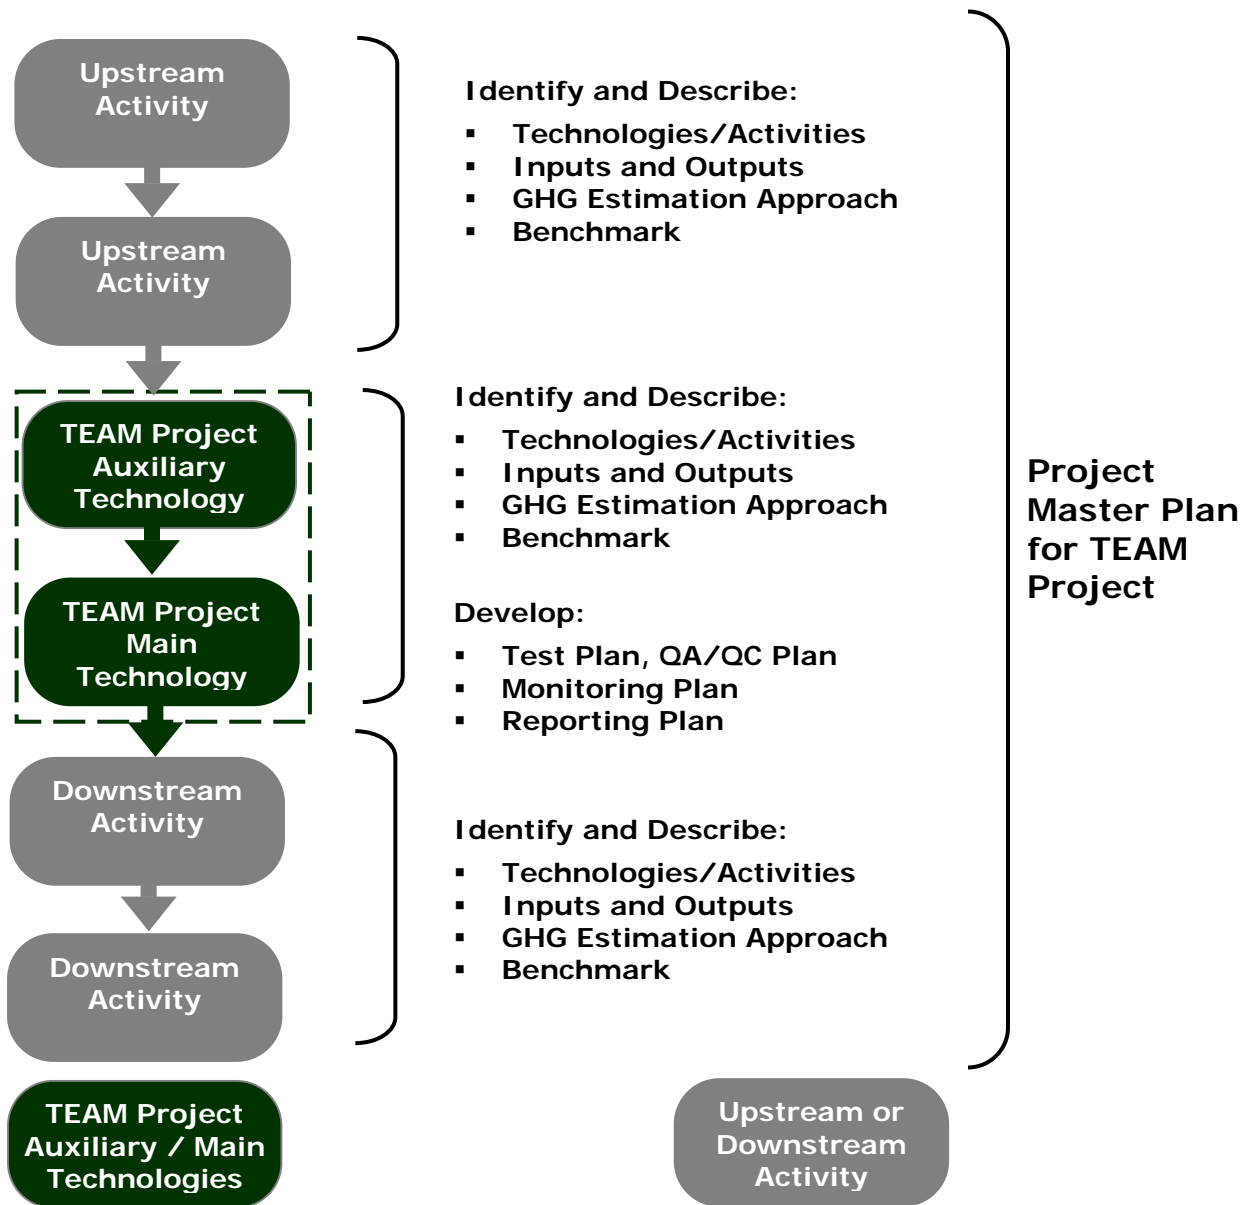 Upstream
Activity
Identify and Describe:
▪ Technologies/Activities
▪ Inputs and Outputs
▪ GHG Estimation Approach
▪ Benchmark
Upstream
Activity
TEAM Project
Auxiliary
Technology
TEAM Project
Main
Technology
Identify and Describe:
▪ Technologies/Activities
▪ Inputs and Outputs
▪ GHG Estimation Approach
▪ Benchmark
Develop:
▪ Test Plan, QA/QC Plan
▪ Monitoring Plan
▪ Reporting Plan
Project
Master Plan
for TEAM
Project
Downstream
Activity
Downstream
Activity
Identify and Describe:
▪ Technologies/Activities
▪ Inputs and Outputs
▪ GHG Estimation Approach
▪ Benchmark
TEAM Project
Auxiliary / Main
Technologies
Upstream or
Downstream
Activity